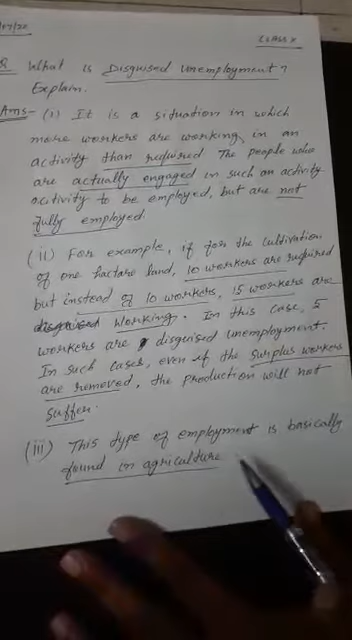 CLASS X
Q What is Disguised Unemployment?
Explain.
Ans- (i) It is a situation in which
more workers are working, in an
activity than required The people who
are actually engaged in such an activity
acitivity to be employed, but are not
fully employed.
(ii) For example, if for the cultivation
of one hactare land, 10 workers are required
but instead of 10 workers, 15 workers are
working. In this case, 5
workers are disguised unemployment.
In such cases, even if the surplus workers
are removed, the production will not
suffer.
(iii) This type of employment is basically
found in agriculture